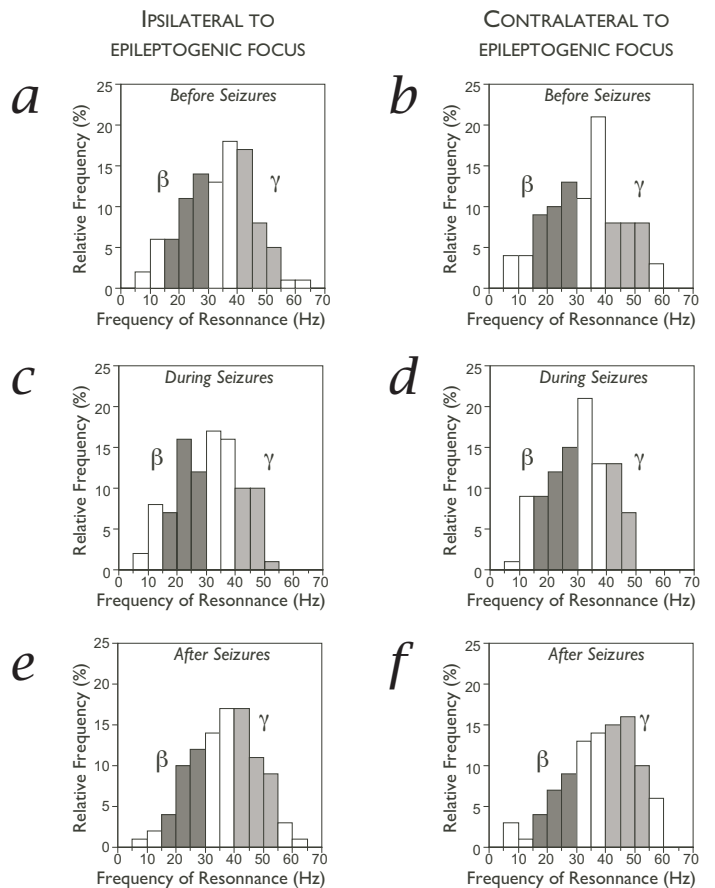 IPSILATERAL TO
EPILEPTOGENIC FOCUS
CONTRALATERAL TO
EPILEPTOGENIC FOCUS
a
Before Seizures
Relative Frequency (%)
25
20
15
10
5
0
β
γ
0 10 20 30 40 50 60 70
Frequency of Resonnance (Hz)
b
Before Seizures
Relative Frequency (%)
25
20
15
10
5
0
β
γ
0 10 20 30 40 50 60 70
Frequency of Resonnance (Hz)
c
During Seizures
Relative Frequency (%)
25
20
15
10
5
0
β
γ
0 10 20 30 40 50 60 70
Frequency of Resonnance (Hz)
d
During Seizures
Relative Frequency (%)
25
20
15
10
5
0
β
γ
0 10 20 30 40 50 60 70
Frequency of Resonnance (Hz)
e
After Seizures
Relative Frequency (%)
25
20
15
10
5
0
β
γ
0 10 20 30 40 50 60 70
Frequency of Resonnance (Hz)
f
After Seizures
Relative Frequency (%)
25
20
15
10
5
0
β
γ
0 10 20 30 40 50 60 70
Frequency of Resonnance (Hz)